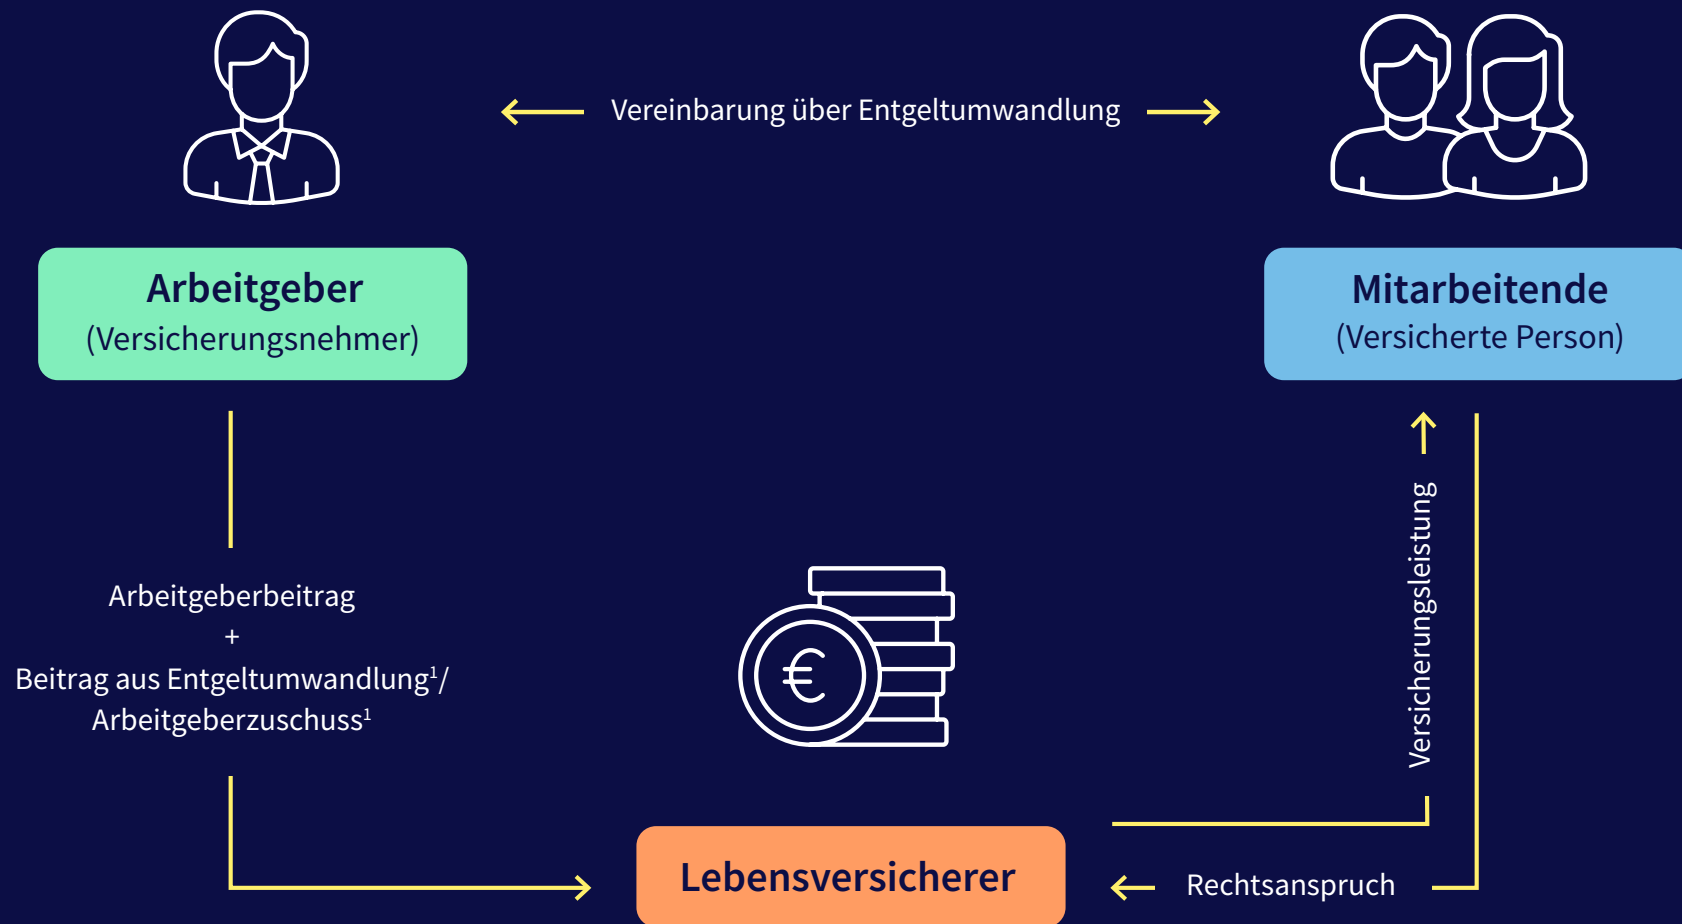 Vereinbarung über Entgeltumwandlung
Arbeitgeber
(Versicherungsnehmer)
Mitarbeitende
(Versicherte Person)
Arbeitgeberbeitrag
+
Beitrag aus Entgeltumwandlung¹/
Arbeitgeberzuschuss¹
€
Versicherungsleistung
Lebensversicherer
Rechtsanspruch